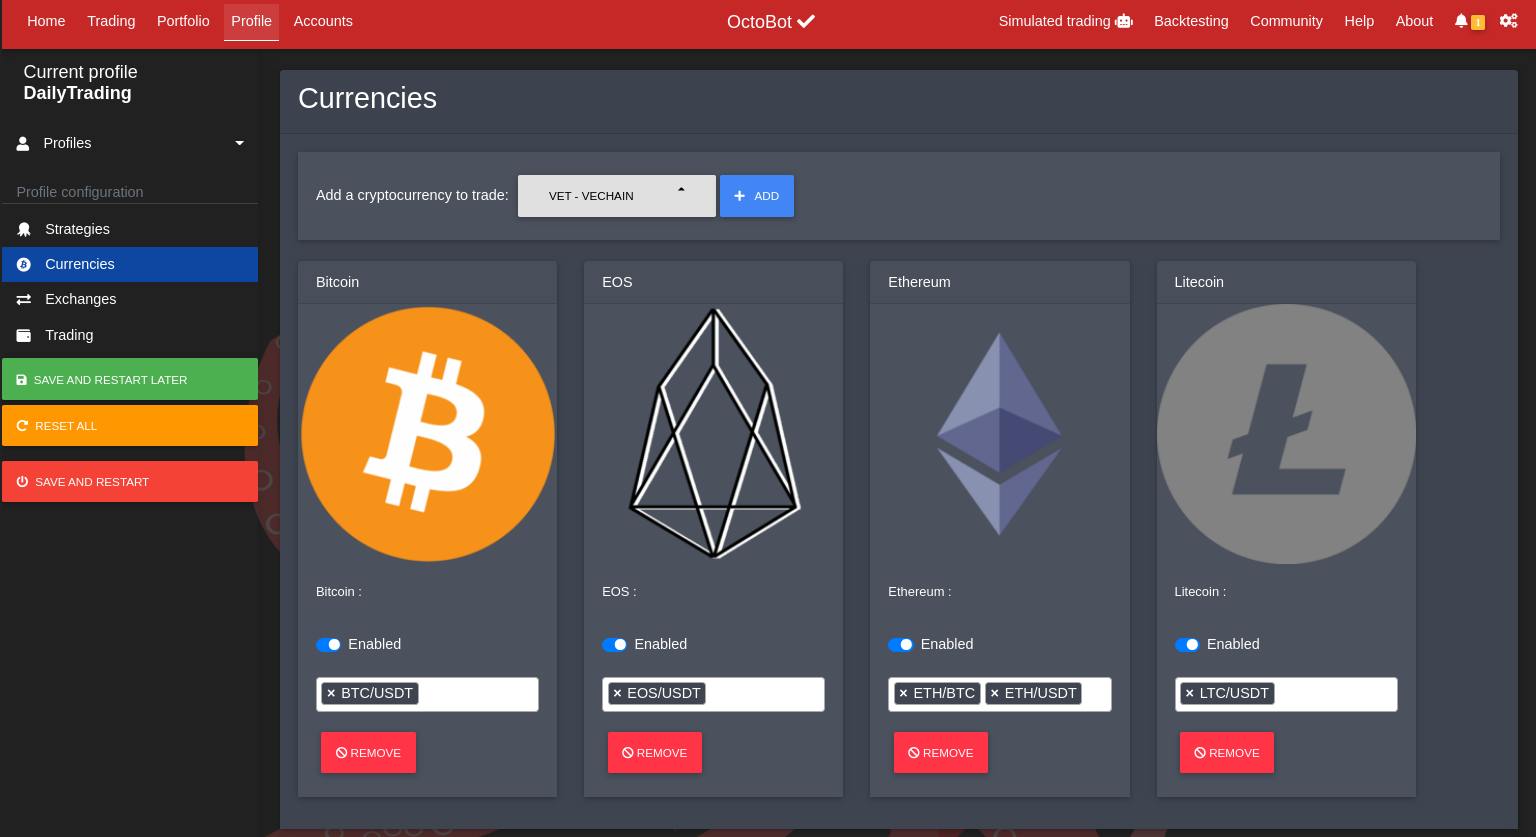 Home Trading Portfolio Profile Accounts OctoBot Simulated trading Backtesting Community Help About 1
Current profile
DailyTrading
Profiles
Profile configuration
Strategies
Currencies
Exchanges
Trading
SAVE AND RESTART LATER
RESET ALL
SAVE AND RESTART
Currencies
Add a cryptocurrency to trade: VET - VECHAIN ADD
Bitcoin
Bitcoin :
Enabled
× BTC/USDT
REMOVE
EOS
EOS :
Enabled
× EOS/USDT
REMOVE
Ethereum
Ethereum :
Enabled
× ETH/BTC × ETH/USDT
REMOVE
Litecoin
Litecoin :
Enabled
× LTC/USDT
REMOVE